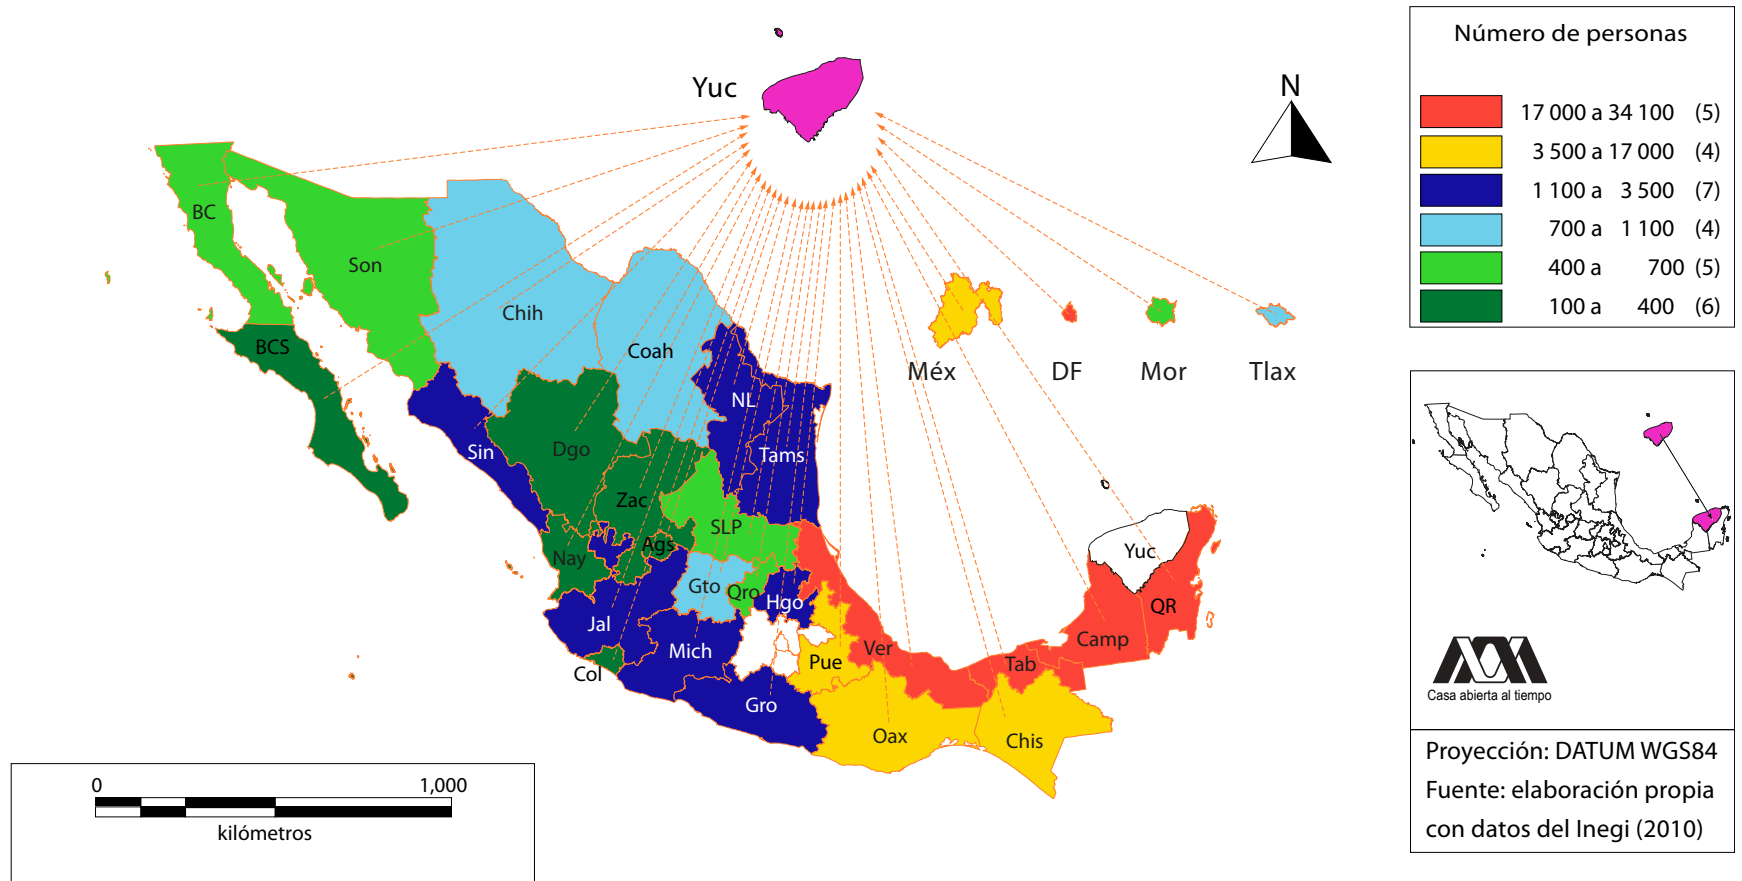 Yuc
N
BC
Son
Chih
Coah
BCS
NL
Sin
Dgo
Tams
Zac
SLP
Ags
Nay
Gto
Qro
Hgo
Jal
Mich
Pue
Ver
Col
Gro
Oax
Chis
Tab
Camp
QR
Yuc
Méx
DF
Mor
Tlax
0 1,000
kilómetros
Número de personas
17 000 a 34 100 (5)
3 500 a 17 000 (4)
1 100 a 3 500 (7)
700 a 1 100 (4)
400 a 700 (5)
100 a 400 (6)
Casa abierta al tiempo
Proyección: DATUM WGS84
Fuente: elaboración propia
con datos del Inegi (2010)